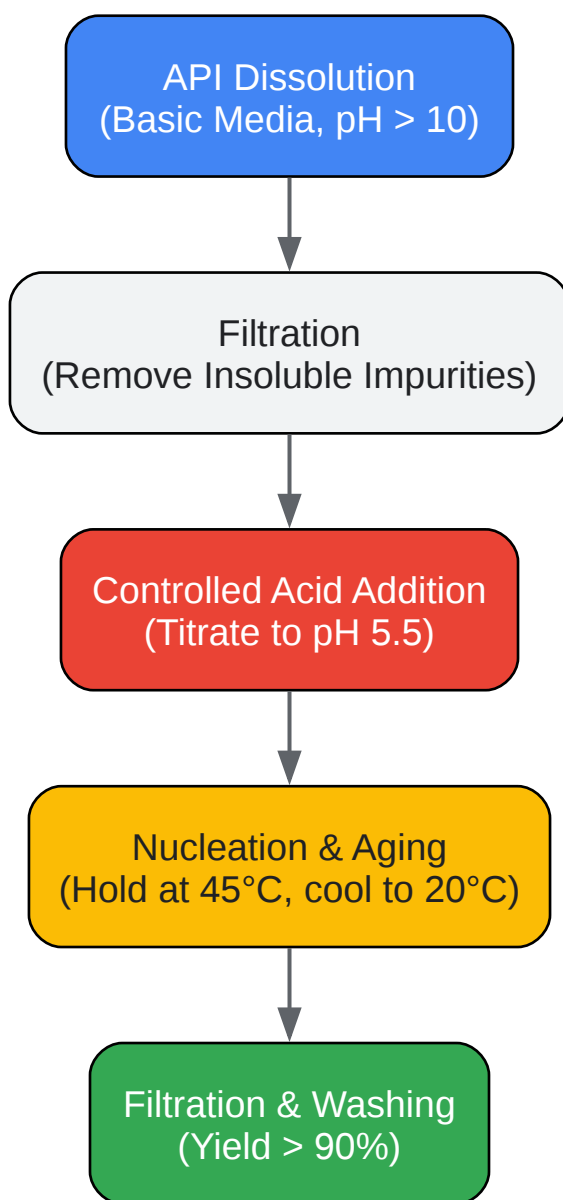 API Dissolution
(Basic Media, pH > 10)
Filtration
(Remove Insoluble Impurities)
Controlled Acid Addition
(Titrate to pH 5.5)
Nucleation & Aging
(Hold at 45°C, cool to 20°C)
Filtration & Washing
(Yield > 90%)